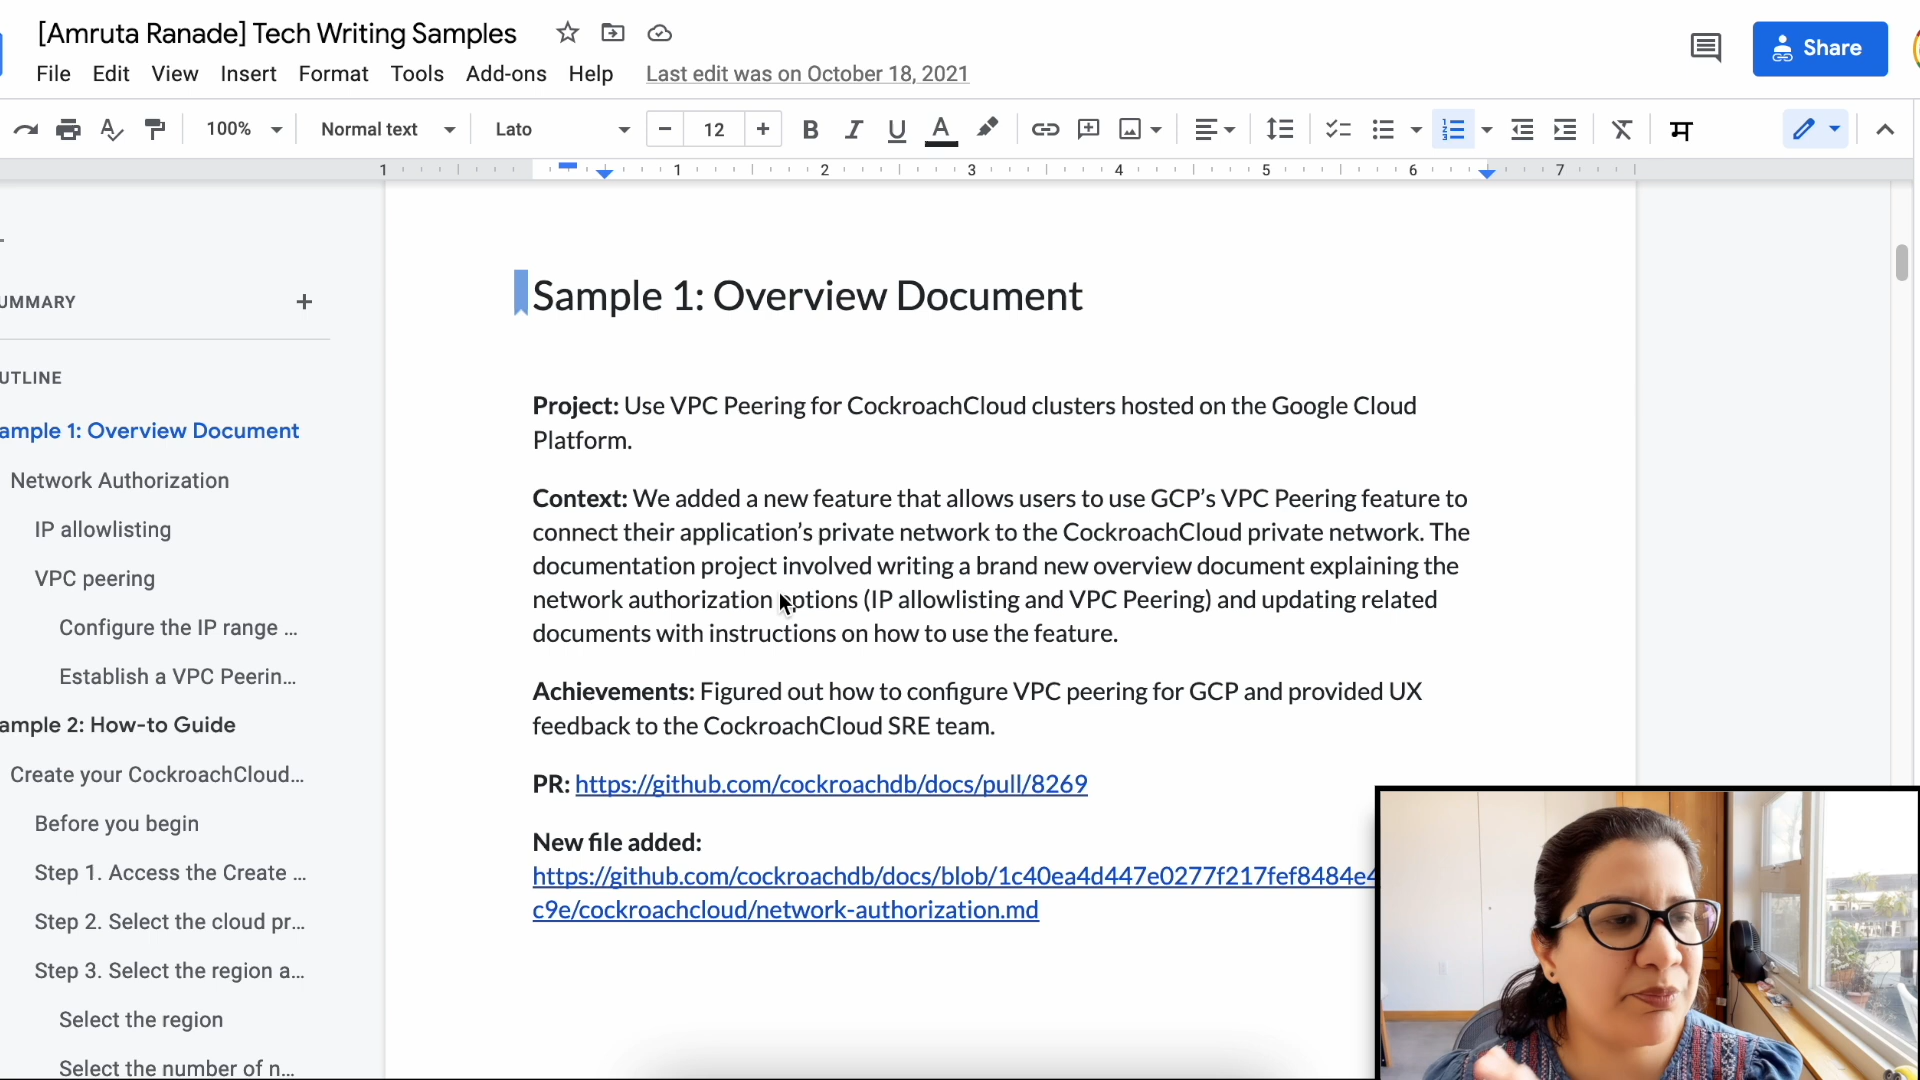 [Amruta Ranade] Tech Writing Samples
File Edit View Insert Format Tools Add-ons Help Last edit was on October 18, 2021
Share
100% Normal text Lato 12 B I U A म
1 1 2 3 4 5 6 7
UMMARY
UTLINE
ample 1: Overview Document
Network Authorization
IP allowlisting
VPC peering
Configure the IP range ...
Establish a VPC Peerin...
ample 2: How-to Guide
Create your CockroachCloud...
Before you begin
Step 1. Access the Create ...
Step 2. Select the cloud pr...
Step 3. Select the region a...
Select the region
Select the number of n...
Sample 1: Overview Document
Project: Use VPC Peering for CockroachCloud clusters hosted on the Google Cloud
Platform.
Context: We added a new feature that allows users to use GCP’s VPC Peering feature to
connect their application’s private network to the CockroachCloud private network. The
documentation project involved writing a brand new overview document explaining the
network authorization options (IP allowlisting and VPC Peering) and updating related
documents with instructions on how to use the feature.
Achievements: Figured out how to configure VPC peering for GCP and provided UX
feedback to the CockroachCloud SRE team.
PR: https://github.com/cockroachdb/docs/pull/8269
New file added:
https://github.com/cockroachdb/docs/blob/1c40ea4d447e0277f217fef8484e4
c9e/cockroachcloud/network-authorization.md